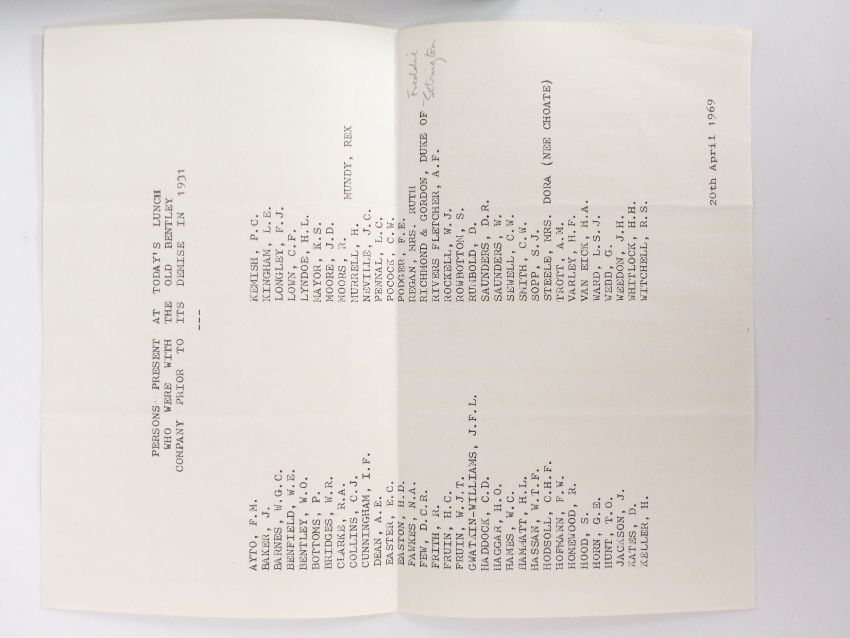 PERSONS PRESENT AT TODAY'S LUNCH
WHO WERE WITH THE OLD BENTLEY
COMPANY PRIOR TO ITS DEMISE IN 1931
---
AYTO, F.M.
BAKER, J.
BARNES, W.G.C.
BENFIELD, W.E.
BENTLEY, W.O.
BOTTOMS, P.
BRIDGES, W.R.
CLARKE, R.A.
COLLINS, C.J.
CUNNINGHAM, I.F.
DEAN, A.E.
EASTER, E.C.
EASTON, H.D.
FAWKES, N.A.
FEW, D.C.R.
FRITH, R.
FRUIN, H.C.
FRUIN, W.J.T.
GWATKIN-WILLIAMS, J.F.L.
HADDOCK, C.D.
HAGGAR, H.O.
HAMES, W.C.
HAMMATT, H.L.
HASSAN, W.T.F.
HODSOLL, C.H.F.
HOFMANN, F.W.
HOMEWOOD, R.
HOOD, S.
HORN, G.E.
HUNT, T.O.
JACKSON, J.
KATES, D.
KELLER, H.
KEMISH, P.C.
KINGHAM, L.E.
LONGLEY, F.J.
LOWN, C.F.
LYNDOE, H.L.
MAYOR, K.S.
MOORE, J.D.
MOORS, R.
MUNDY, REX
MURRELL, H.
NEVILLE, J.C.
PENNAL, L.C.
POCOCK C.W.
PODGER, F.E.
REGAN, MRS. RUTH
RICHMOND & GORDON, DUKE OF - Freddie
Settrington
RIVERS FLETCHER, A.F.
ROCKELL W.J.
ROWBOTTOM, S.
RUMBOLD, D.
SAUNDERS, D.R.
SAUNDERS, W.
SEWELL, C.W.
SMITH, C.W.
SOPP, S.J.
STEELE, MRS. DORA (NEE CHOATE)
TROTT, A.M.
VARLEY, H.F.
VAN EECK, H.A.
WARD, L.S.J.
WEBB, G.
WEEDON, J.H.
WHITLOCK, H.H.
WITCHELL, R.S.
20th April 1969